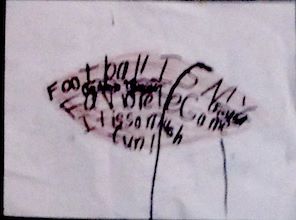 Football is My
Favorite Game
It is so much
fun!